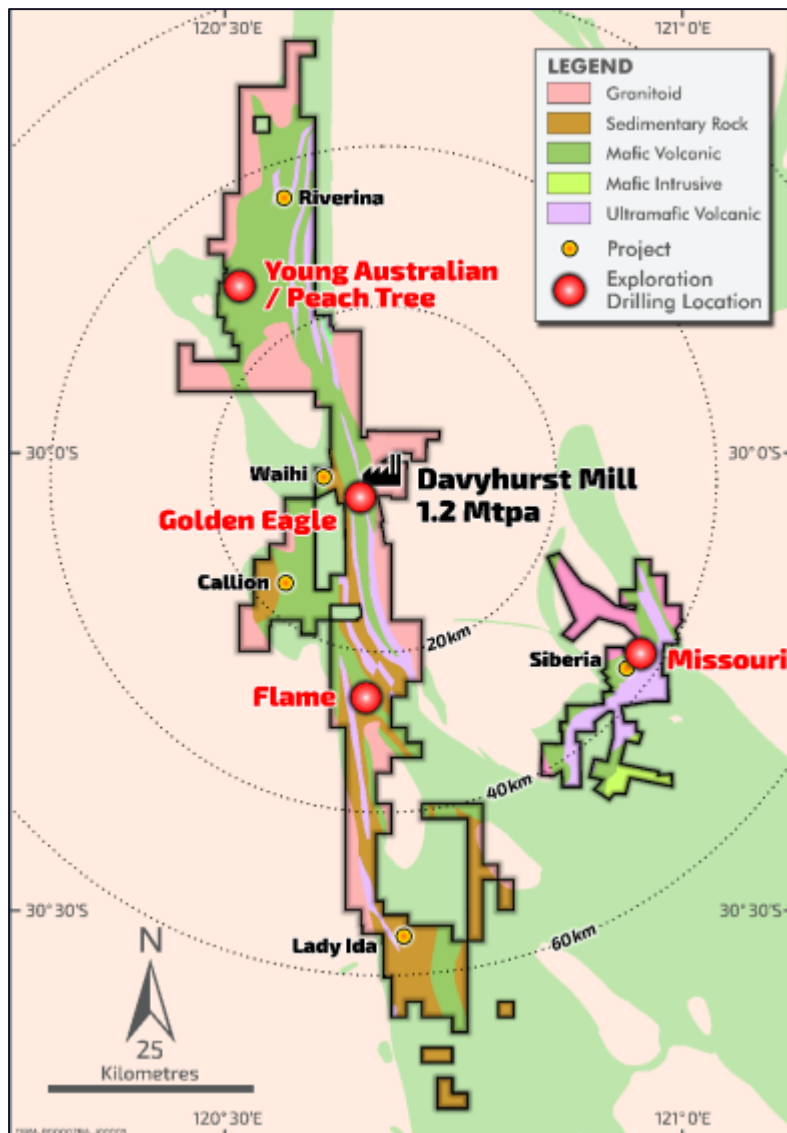 120°30'E
121°0'E
LEGEND
Granitoid
Sedimentary Rock
Mafic Volcanic
Mafic Intrusive
Ultramafic Volcanic
Project
Exploration
Drilling Location
Riverina
Young Australian
/ Peach Tree
30°0'S
30°0'S
Waihi
Davyhurst Mill
1.2 Mtpa
Golden Eagle
Callion
20km
Siberia
Missouri
Flame
40km
30°30'S
30°30'S
Lady Ida
60km
N
25
Kilometres
120°30'E
121°0'E